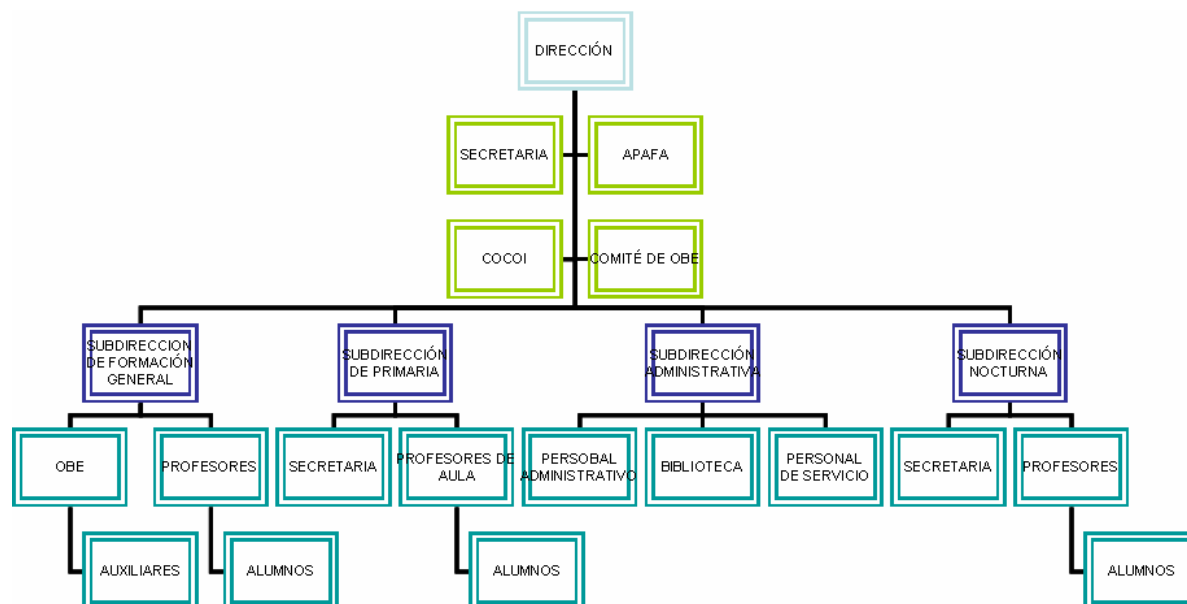 DIRECCIÓN
SECRETARIA
APAFA
COCOI
COMITÉ DE OBE
SUBDIRECCION
DE FORMACIÓN
GENERAL
SUBDIRECCIÓN
DE PRIMARIA
SUBDIRECCIÓN
ADMINISTRATIVA
SUBDIRECCIÓN
NOCTURNA
OBE
PROFESORES
SECRETARIA
PROFESORES DE
AULA
PERSOBAL
ADMINISTRATIVO
BIBLIOTECA
PERSONAL
DE SERVICIO
SECRETARIA
PROFESORES
AUXILIARES
ALUMNOS
ALUMNOS
ALUMNOS